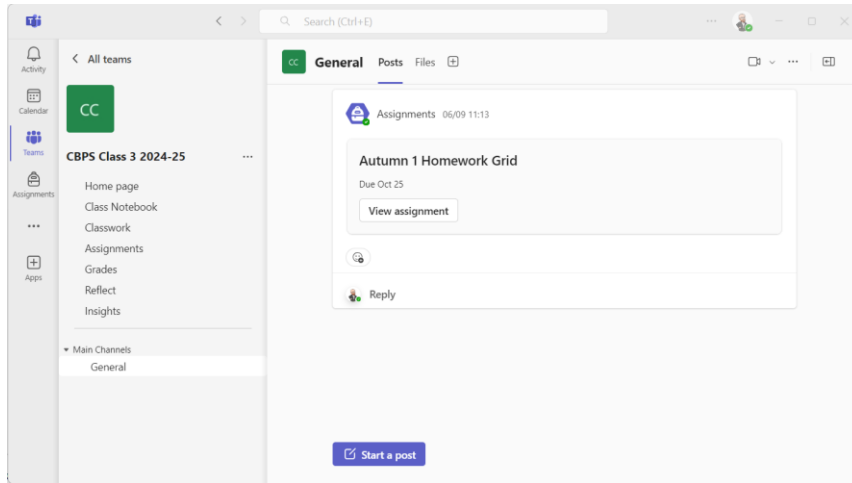 Search (Ctrl+E)
Activity
Calendar
Teams
Assignments
Apps
All teams
CC
CBPS Class 3 2024-25
Home page
Class Notebook
Classwork
Assignments
Grades
Reflect
Insights
Main Channels
General
CC General Posts Files
Assignments 06/09 11:13
Autumn 1 Homework Grid
Due Oct 25
View assignment
Reply
Start a post